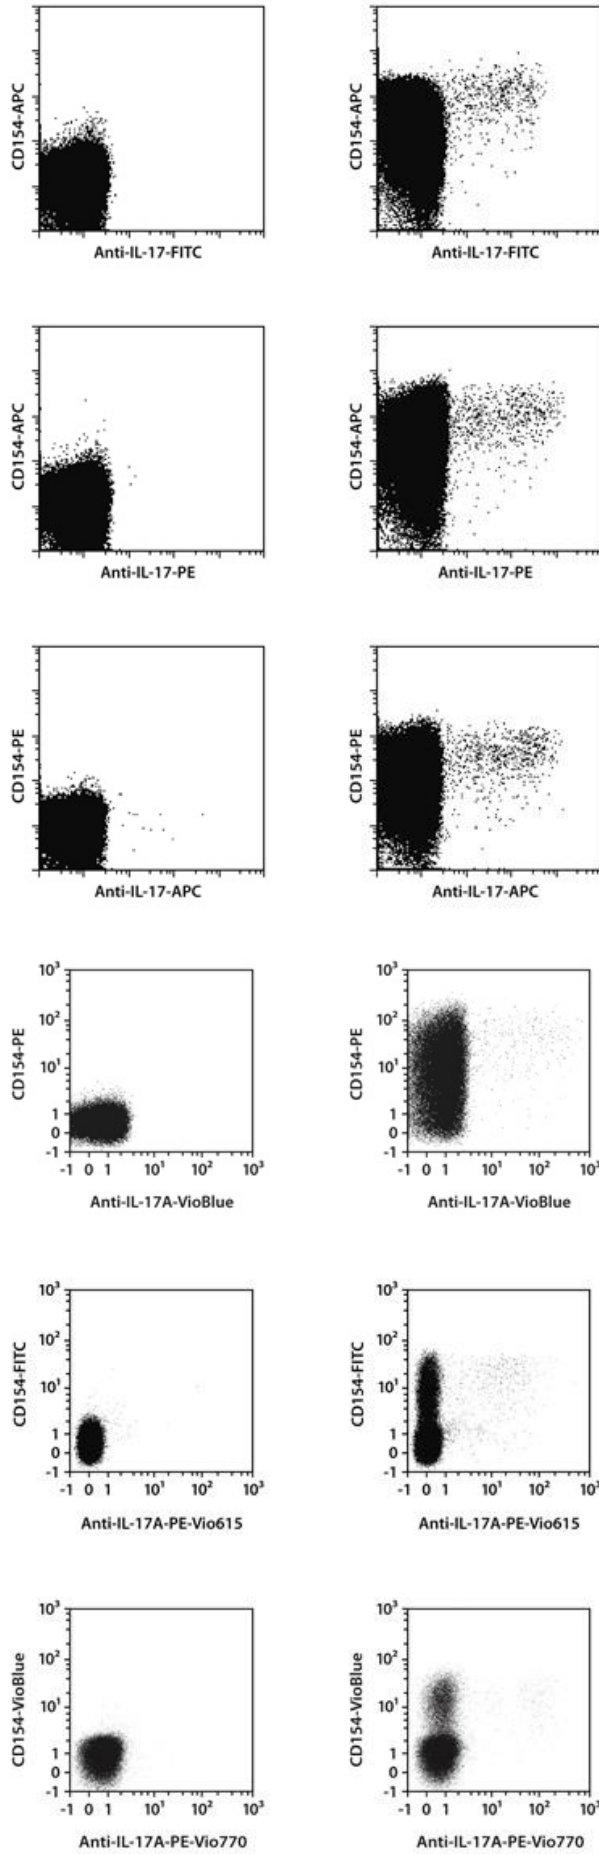 CD154-APC
Anti-IL-17-FITC
CD154-APC
Anti-IL-17-FITC
CD154-APC
Anti-IL-17-PE
CD154-APC
Anti-IL-17-PE
CD154-PE
Anti-IL-17-APC
CD154-PE
Anti-IL-17-APC
CD154-PE
10³
10²
10¹
1
0
-1
-1 0 1 10¹ 10² 10³
Anti-IL-17A-VioBlue
CD154-PE
10³
10²
10¹
1
0
-1
-1 0 1 10¹ 10² 10³
Anti-IL-17A-VioBlue
CD154-FITC
10³
10²
10¹
1
0
-1
-1 0 1 10¹ 10² 10³
Anti-IL-17A-PE-Vio615
CD154-FITC
10³
10²
10¹
1
0
-1
-1 0 1 10¹ 10² 10³
Anti-IL-17A-PE-Vio615
CD154-VioBlue
10³
10²
10¹
1
0
-1
-1 0 1 10¹ 10² 10³
Anti-IL-17A-PE-Vio770
CD154-VioBlue
10³
10²
10¹
1
0
-1
-1 0 1 10¹ 10² 10³
Anti-IL-17A-PE-Vio770